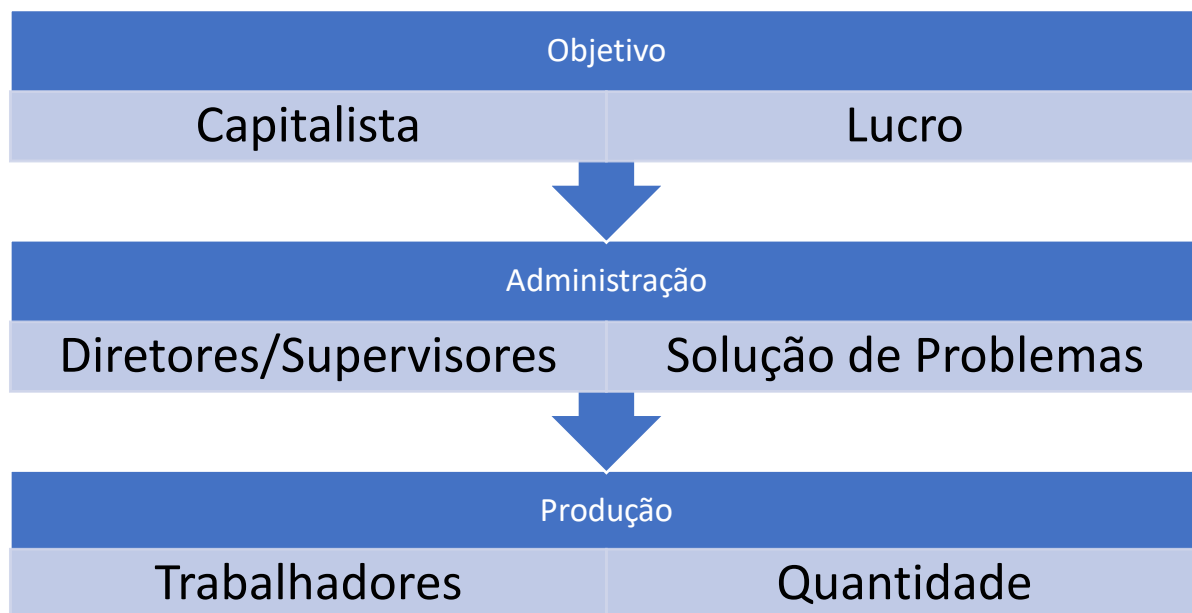 Objetivo
Capitalista Lucro
Administração
Diretores/Supervisores Solução de Problemas
Produção
Trabalhadores Quantidade